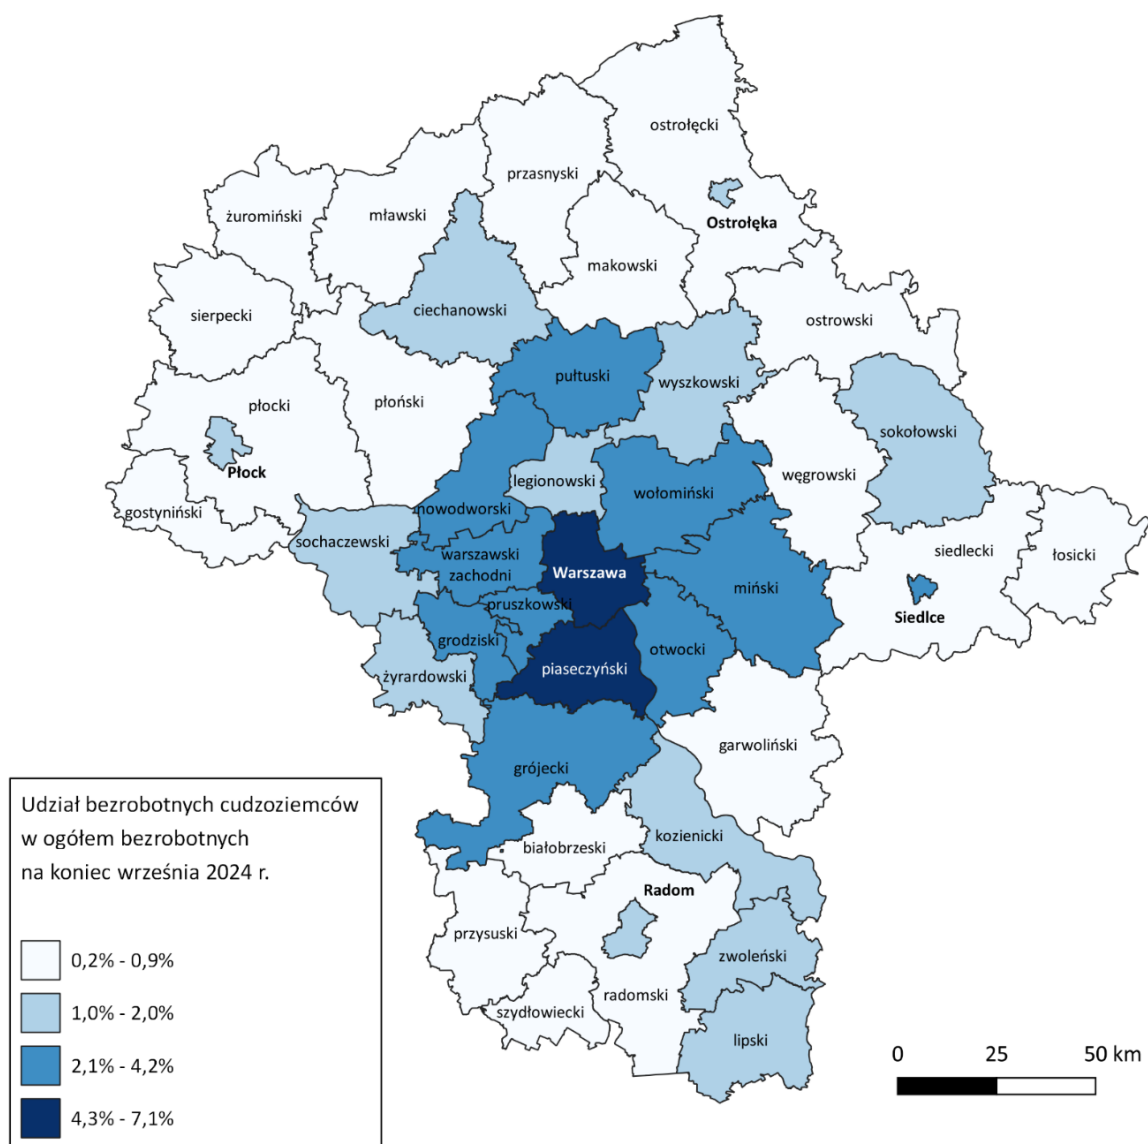 ostrołęcki
przasnyski
żuromiński
mławski
Ostrołęka
makowski
sierpecki
ciechanowski
ostrowski
pułtuski
wyszkowski
płocki
płoński
sokołowski
Płock
legionowski
węgrowski
wołomiński
gostyniński
nowodworski
sochaczewski
warszawski
zachodni
siedlecki
łosicki
Warszawa
miński
pruszkowski
Siedlce
grodziski
otwocki
piaseczyński
żyrardowski
garwoliński
grójecki
kozienicki
białobrzeski
Radom
przysuski
zwoleński
radomski
szydłowiecki
lipski
Udział bezrobotnych cudzoziemców
w ogółem bezrobotnych
na koniec września 2024 r.
0,2% - 0,9%
1,0% - 2,0%
2,1% - 4,2%
4,3% - 7,1%
0 25 50 km